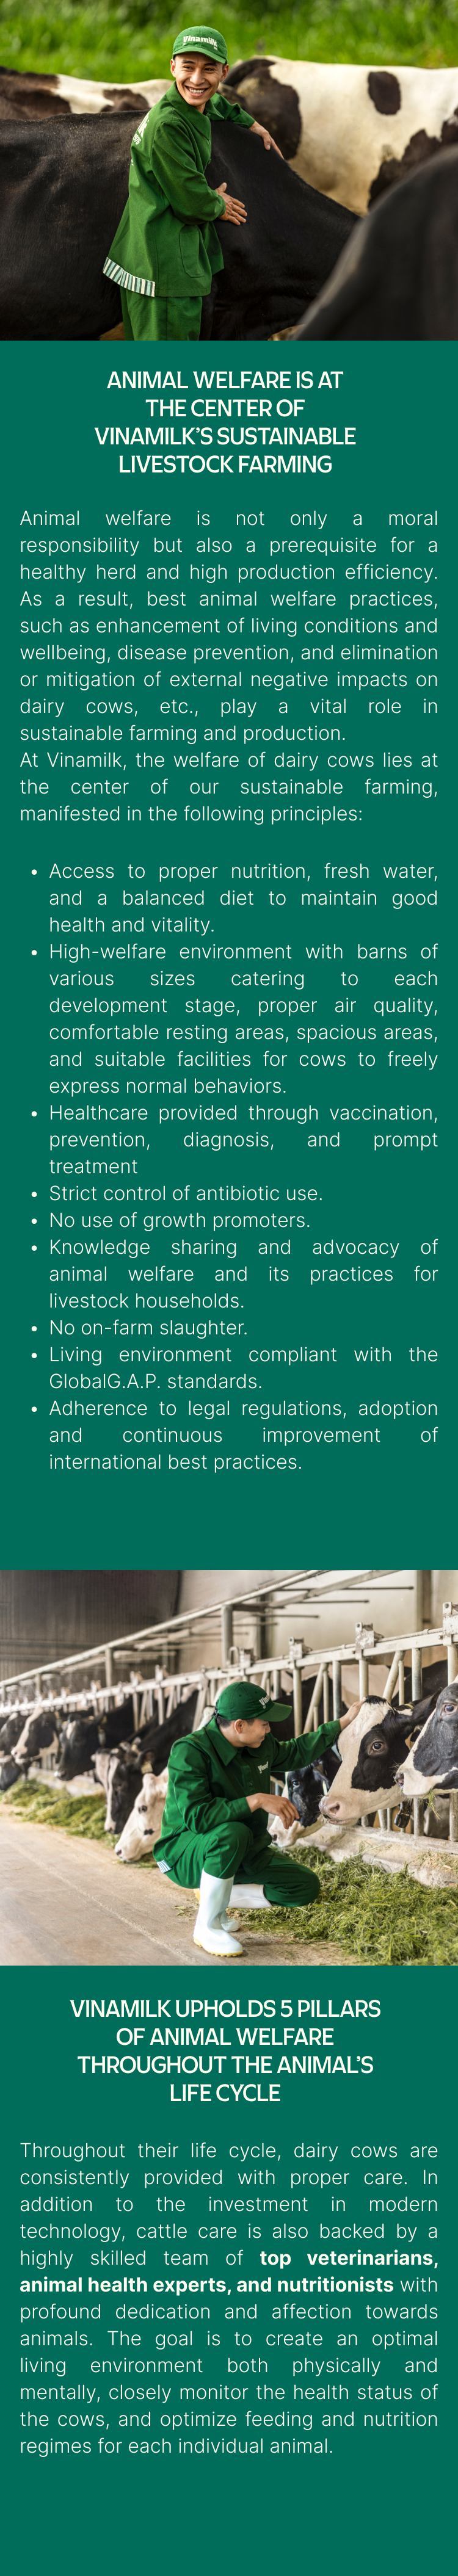 Vinamilk
ANIMAL WELFARE IS AT
THE CENTER OF
VINAMILK'S SUSTAINABLE
LIVESTOCK FARMING
Animal welfare is not only a moral
responsibility but also a prerequisite for a
healthy herd and high production efficiency.
As a result, best animal welfare practices,
such as enhancement of living conditions and
wellbeing, disease prevention, and elimination
or mitigation of external negative impacts on
dairy cows, etc., play a vital role in
sustainable farming and production.
At Vinamilk, the welfare of dairy cows lies at
the center of our sustainable farming,
manifested in the following principles:
• Access to proper nutrition, fresh water,
and a balanced diet to maintain good
health and vitality.
• High-welfare environment with barns of
various sizes catering to each
development stage, proper air quality,
comfortable resting areas, spacious areas,
and suitable facilities for cows to freely
express normal behaviors.
• Healthcare provided through vaccination,
prevention, diagnosis, and prompt
treatment
• Strict control of antibiotic use.
• No use of growth promoters.
• Knowledge sharing and advocacy of
animal welfare and its practices for
livestock households.
• No on-farm slaughter.
• Living environment compliant with the
GlobalG.A.P. standards.
• Adherence to legal regulations, adoption
and continuous improvement of
international best practices.
VINAMILK UPHOLDS 5 PILLARS
OF ANIMAL WELFARE
THROUGHOUT THE ANIMAL'S
LIFE CYCLE
Throughout their life cycle, dairy cows are
consistently provided with proper care. In
addition to the investment in modern
technology, cattle care is also backed by a
highly skilled team of top veterinarians,
animal health experts, and nutritionists with
profound dedication and affection towards
animals. The goal is to create an optimal
living environment both physically and
mentally, closely monitor the health status of
the cows, and optimize feeding and nutrition
regimes for each individual animal.